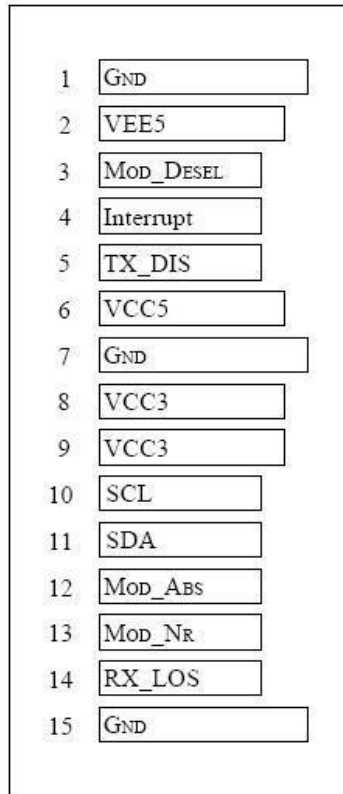 1 GND
2 VEE5
3 MOD_DESEL
4 Interrupt
5 TX_DIS
6 VCC5
7 GND
8 VCC3
9 VCC3
10 SCL
11 SDA
12 MOD_ABS
13 MOD_NR
14 RX_LOS
15 GND